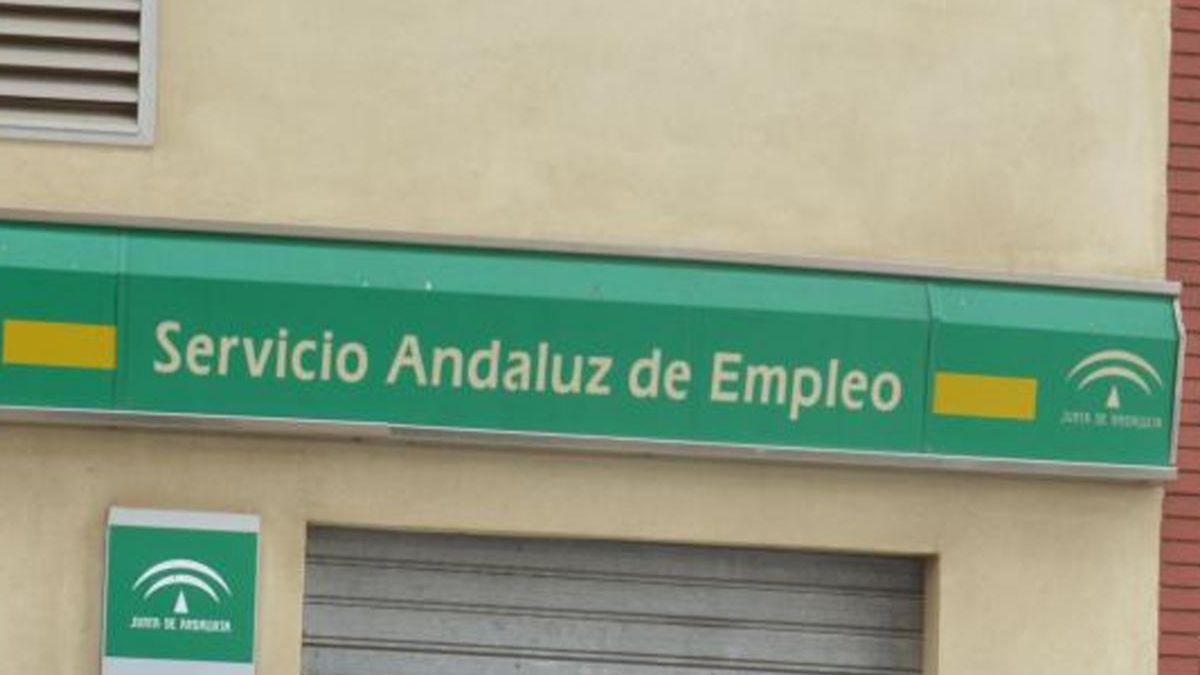 Servicio Andaluz de Empleo
JUNTA DE ANDALUCIA
JUNTA DE ANDALUCIA